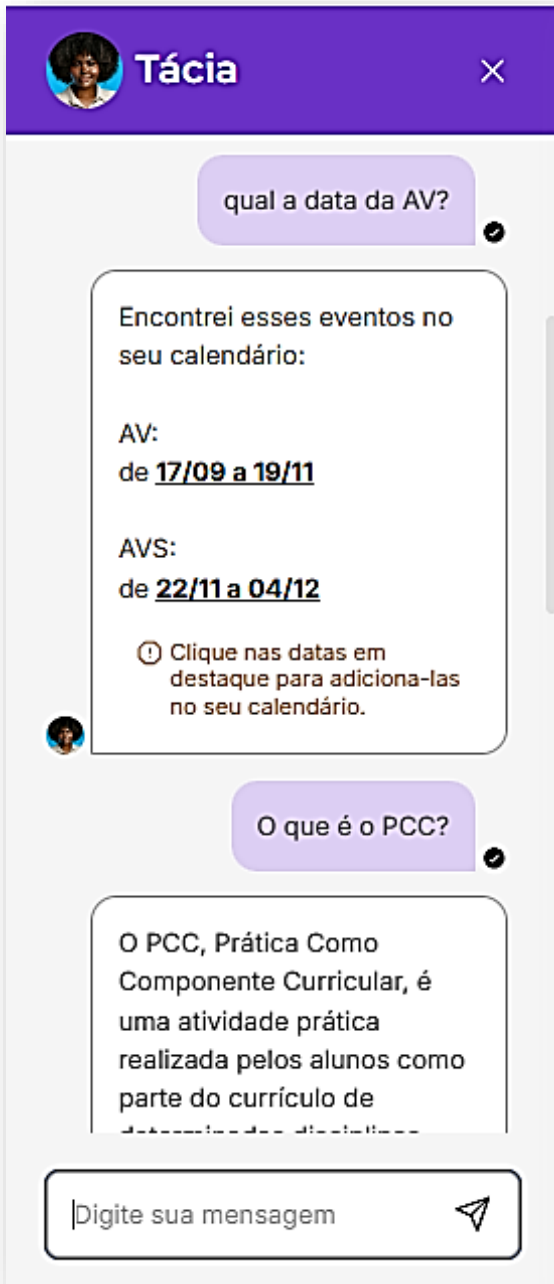 Tácia
qual a data da AV?
Encontrei esses eventos no
seu calendário:
AV:
de 17/09 a 19/11
AVS:
de 22/11 a 04/12
Clique nas datas em
destaque para adiciona-las
no seu calendário.
O que é o PCC?
O PCC, Prática Como
Componente Curricular, é
uma atividade prática
realizada pelos alunos como
parte do currículo de
determinadas disciplinas
Digite sua mensagem